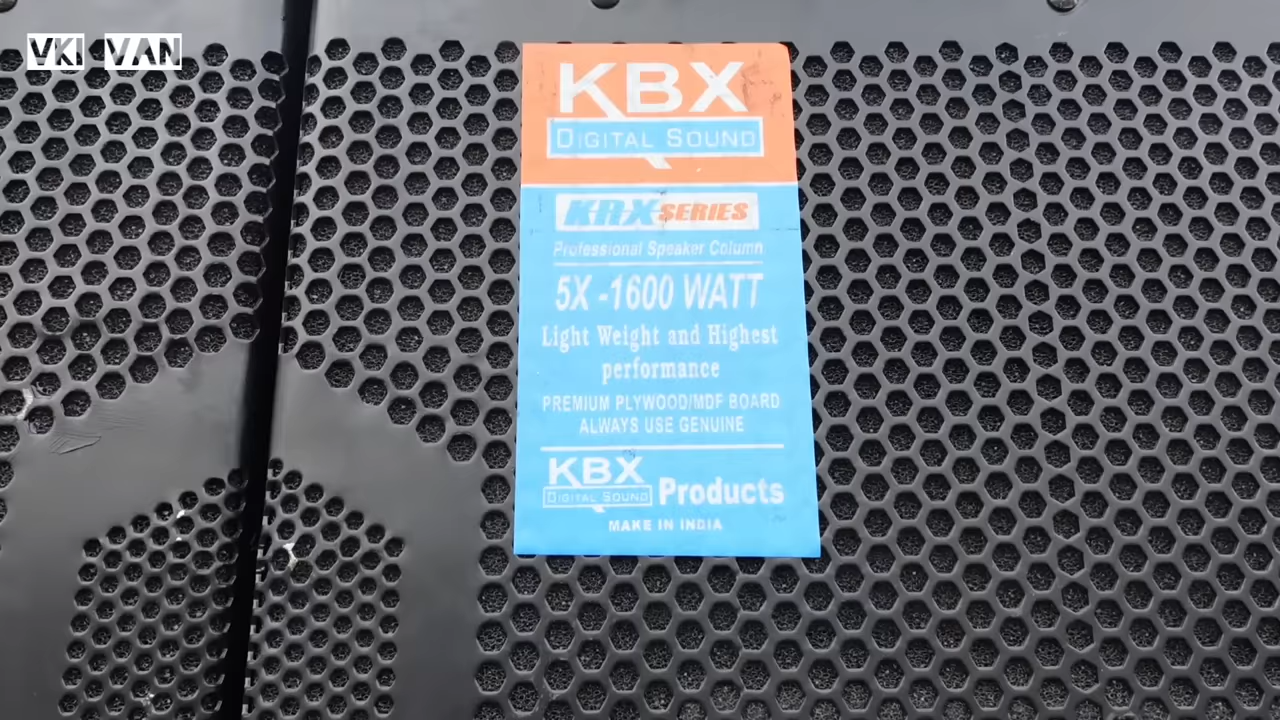 VKI VAN
KBX
DIGITAL SOUND
KRX SERIES
Professional Speaker Column
5X -1600 WATT
Light Weight and Highest
performance
PREMIUM PLYWOOD/MDF BOARD
ALWAYS USE GENUINE
KBX
DIGITAL SOUND
Products
MAKE IN INDIA